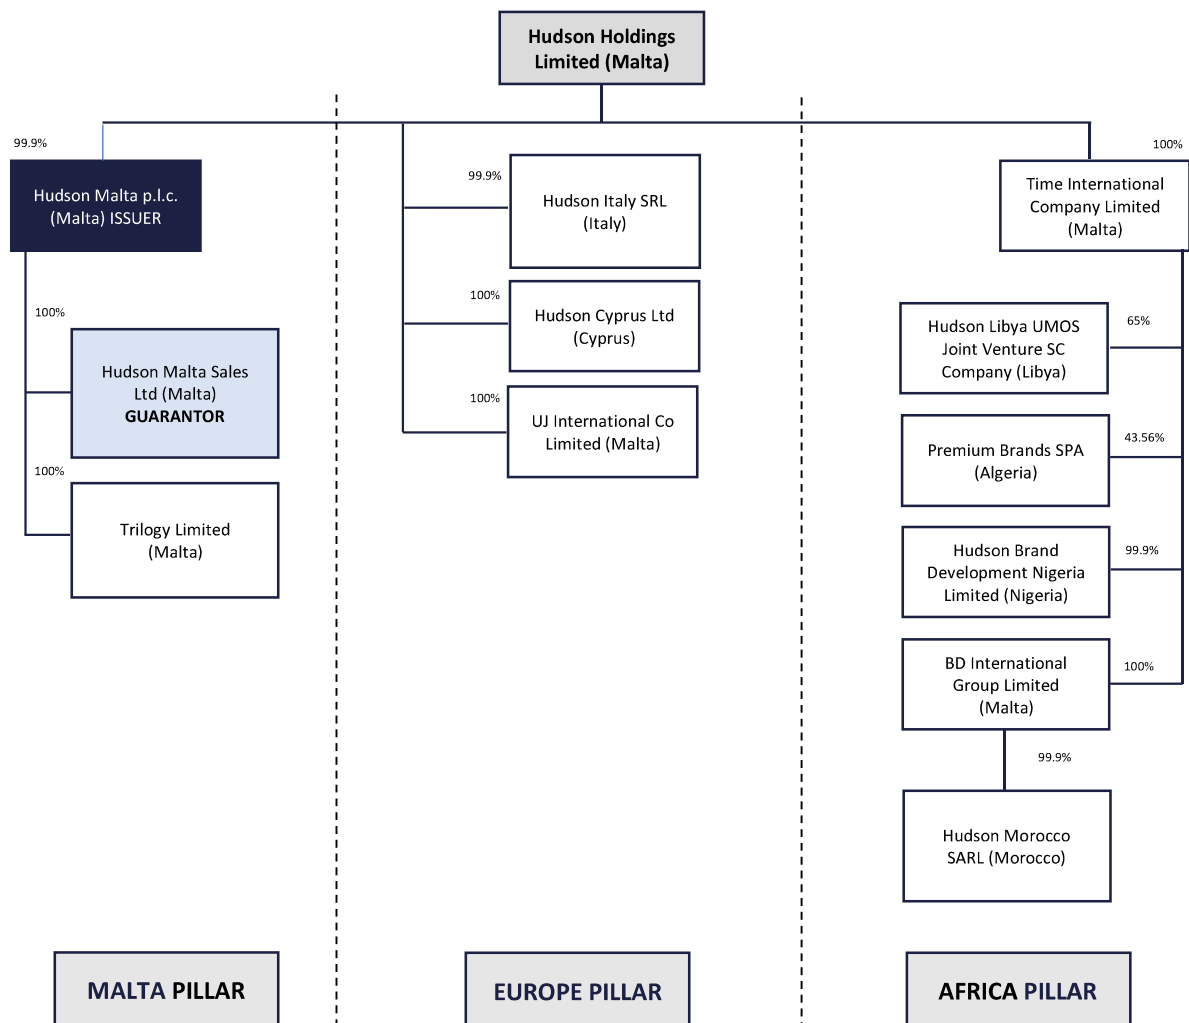 Hudson Holdings
Limited (Malta)
99.9%
Hudson Malta p.l.c.
(Malta) ISSUER
100%
Hudson Malta Sales
Ltd (Malta)
GUARANTOR
100%
Trilogy Limited
(Malta)
99.9%
Hudson Italy SRL
(Italy)
100%
Hudson Cyprus Ltd
(Cyprus)
100%
UJ International Co
Limited (Malta)
100%
Time International
Company Limited
(Malta)
Hudson Libya UMOS
Joint Venture SC
Company (Libya)
65%
Premium Brands SPA
(Algeria)
43.56%
Hudson Brand
Development Nigeria
Limited (Nigeria)
99.9%
BD International
Group Limited
(Malta)
100%
99.9%
Hudson Morocco
SARL (Morocco)
MALTA PILLAR
EUROPE PILLAR
AFRICA PILLAR